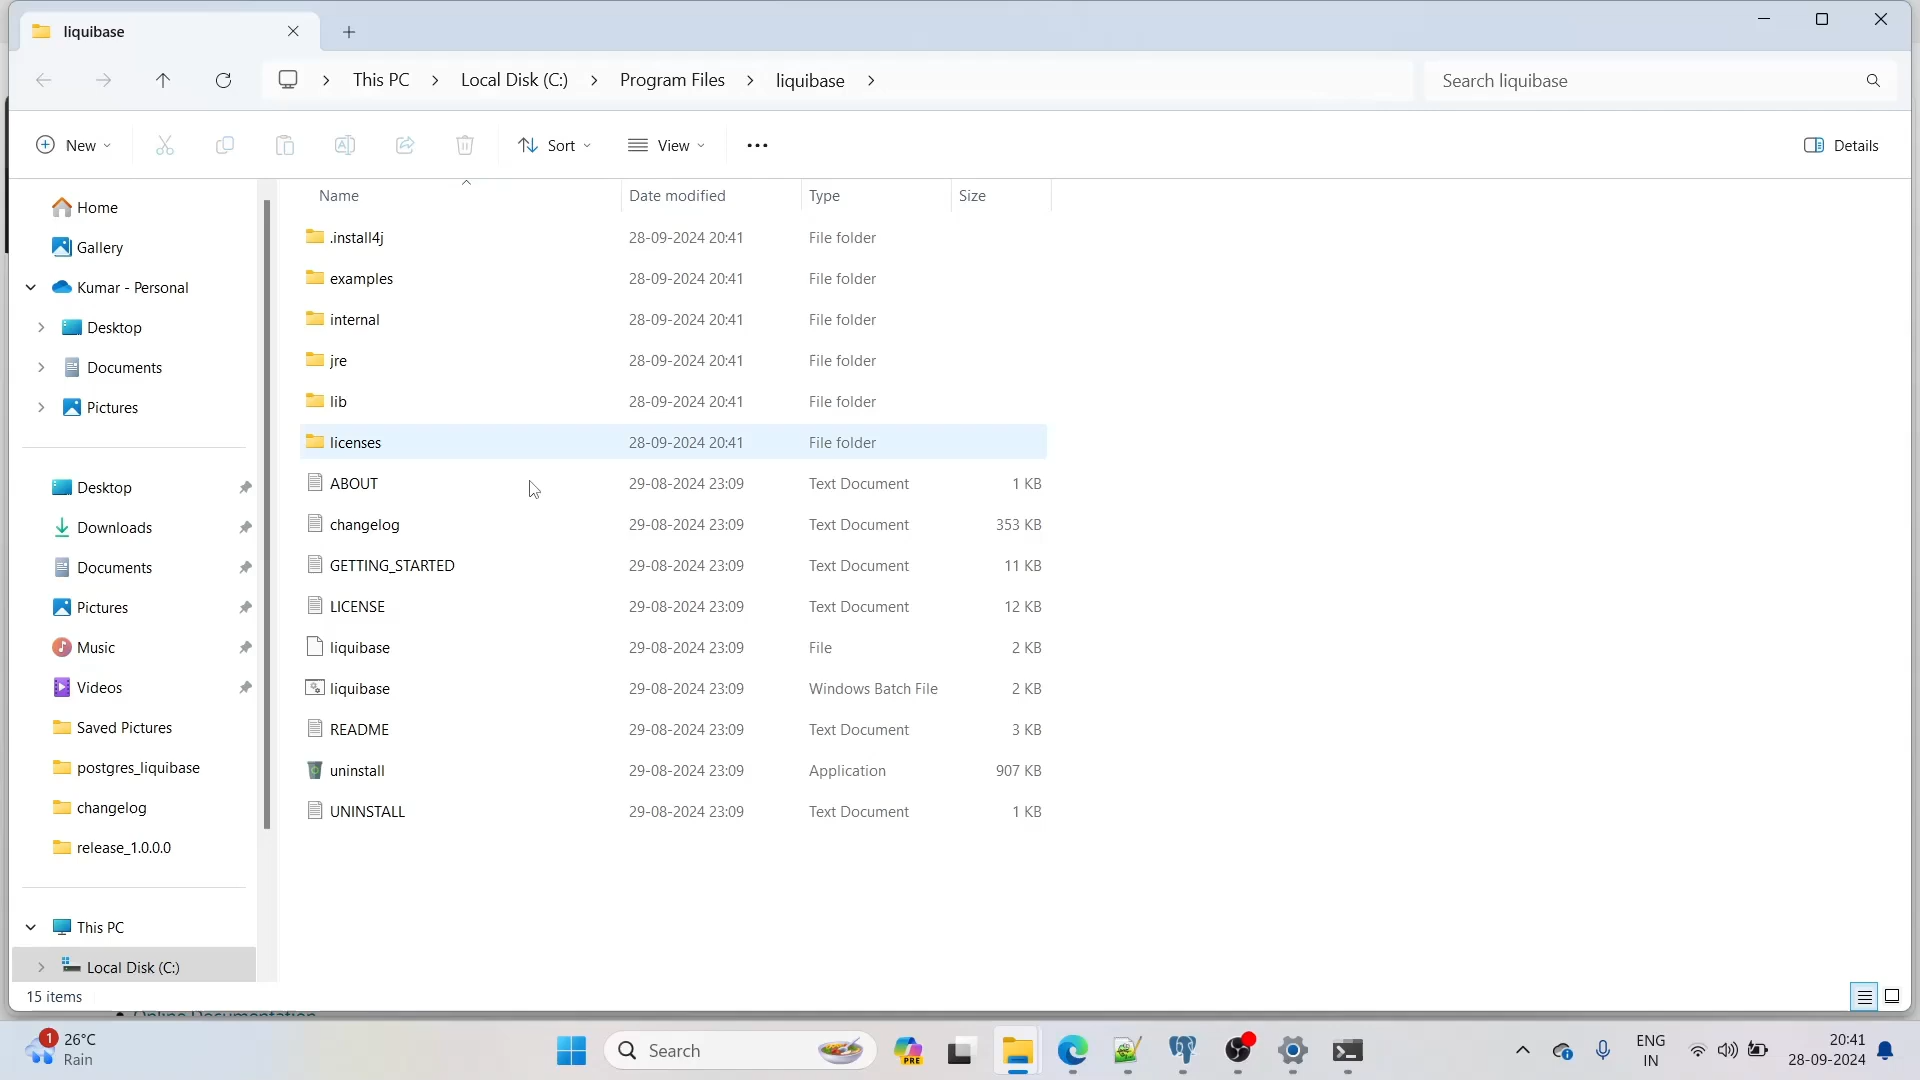 liquibase
This PC
Local Disk (C:)
Program Files
liquibase
Search liquibase
New
Sort
View
Details
Name
Date modified
Type
Size
Home
Gallery
Kumar - Personal
Desktop
Documents
Pictures
Desktop
Downloads
Documents
Pictures
Music
Videos
Saved Pictures
postgres_liquibase
changelog
release_1.0.0.0
This PC
Local Disk (C:)
.install4j 28-09-2024 20:41 File folder
examples 28-09-2024 20:41 File folder
internal 28-09-2024 20:41 File folder
jre 28-09-2024 20:41 File folder
lib 28-09-2024 20:41 File folder
licenses 28-09-2024 20:41 File folder
ABOUT 29-08-2024 23:09 Text Document 1 KB
changelog 29-08-2024 23:09 Text Document 353 KB
GETTING_STARTED 29-08-2024 23:09 Text Document 11 KB
LICENSE 29-08-2024 23:09 Text Document 12 KB
liquibase 29-08-2024 23:09 File 2 KB
liquibase 29-08-2024 23:09 Windows Batch File 2 KB
README 29-08-2024 23:09 Text Document 3 KB
uninstall 29-08-2024 23:09 Application 907 KB
UNINSTALL 29-08-2024 23:09 Text Document 1 KB
15 items
Online Documentation
1
26°C
Rain
Search
PRE
ENG
IN
20:41
28-09-2024